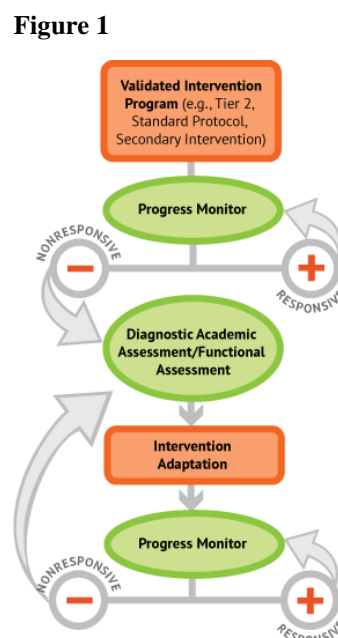 Figure 1
Validated Intervention
Program (e.g., Tier 2,
Standard Protocol,
Secondary Intervention)
Progress Monitor
NONRESPONSIVE
−
+
RESPONSIVE
Diagnostic Academic
Assessment/Functional
Assessment
Intervention
Adaptation
Progress Monitor
NONRESPONSIVE
−
+
RESPONSIVE